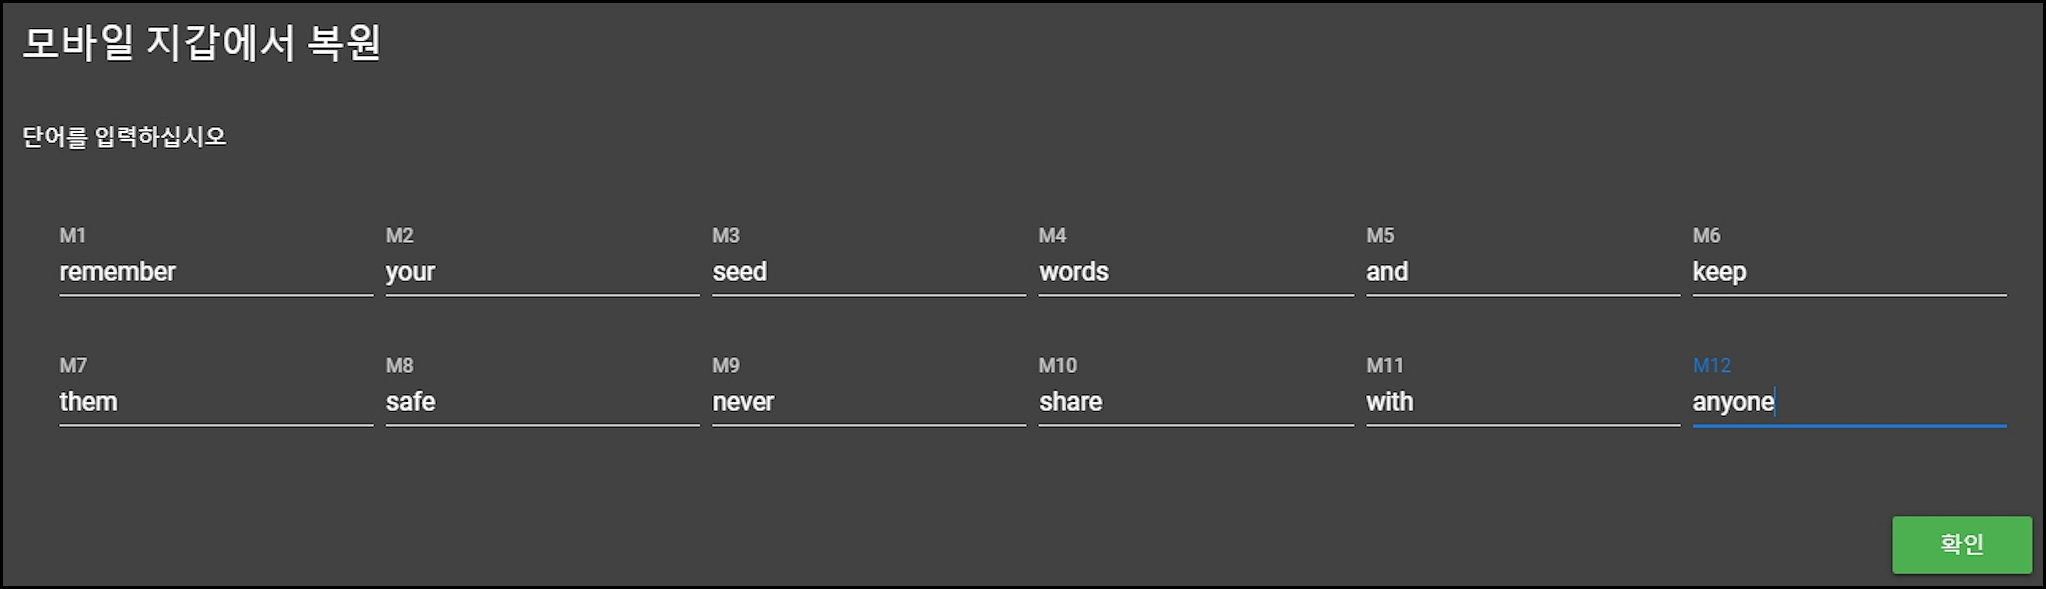 모바일 지갑에서 복원
단어를 입력하십시오
M1 M2 M3 M4 M5 M6
remember your seed words and keep
M7 M8 M9 M10 M11 M12
them safe never share with anyone
확인